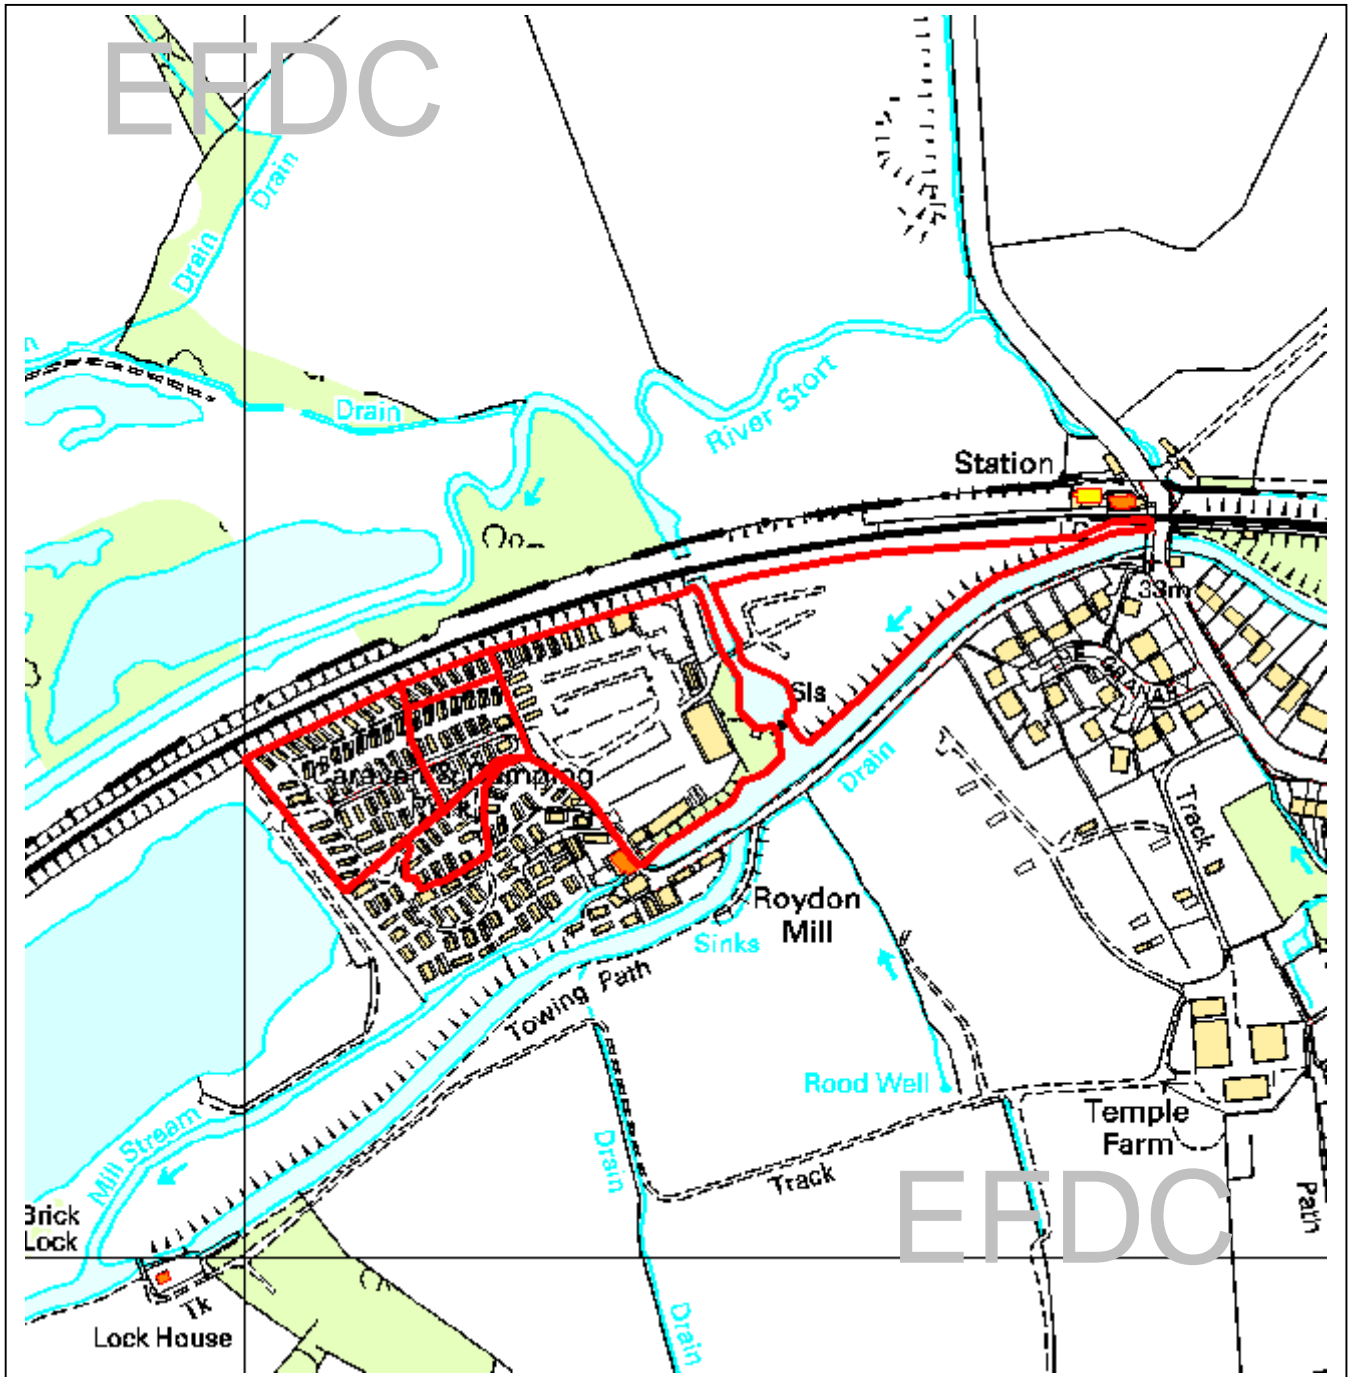 EFDC
Drain
Drain
Drain
River Stort
Station
33m
Sls
Caravan & Camping
Drain
Track
Roydon
Mill
Sinks
Towing Path
Rood Well
Temple
Farm
Mill Stream
Drain
Track
EFDC
Path
Brick
Lock
Tk
Lock House
Drain